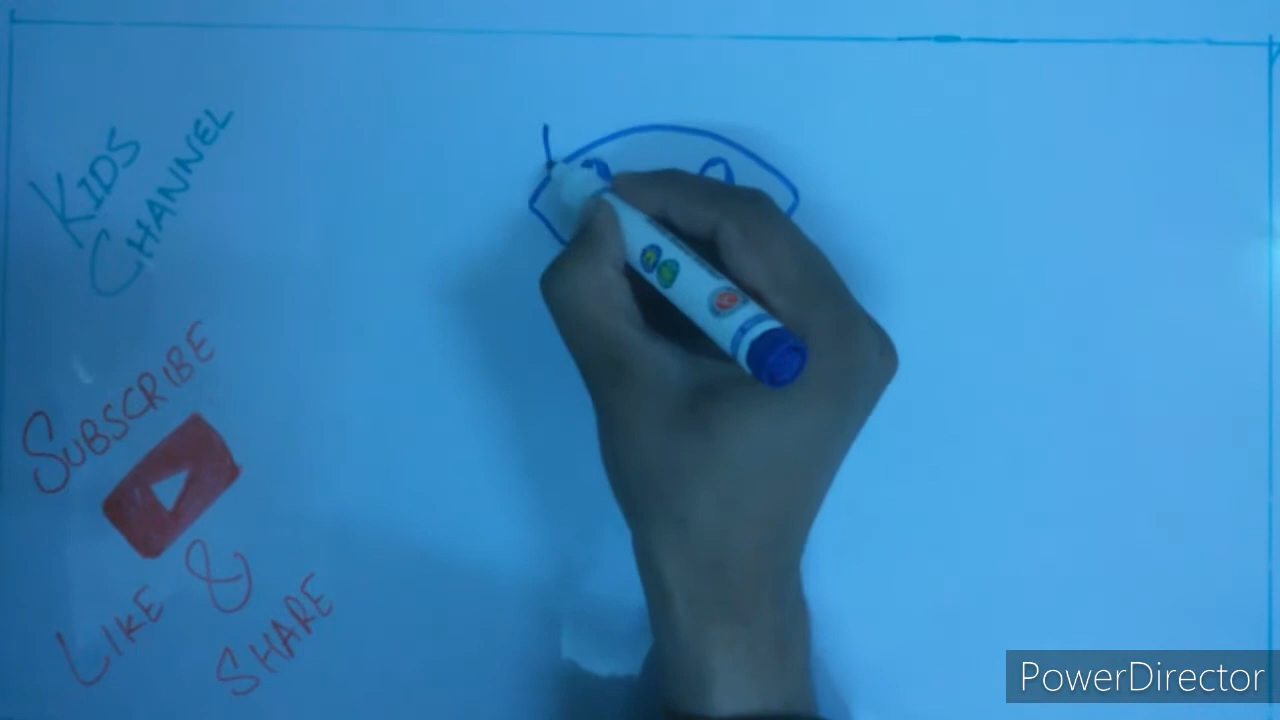 KIDS
CHANNEL
SUBSCRIBE
LIKE &
SHARE
PowerDirector